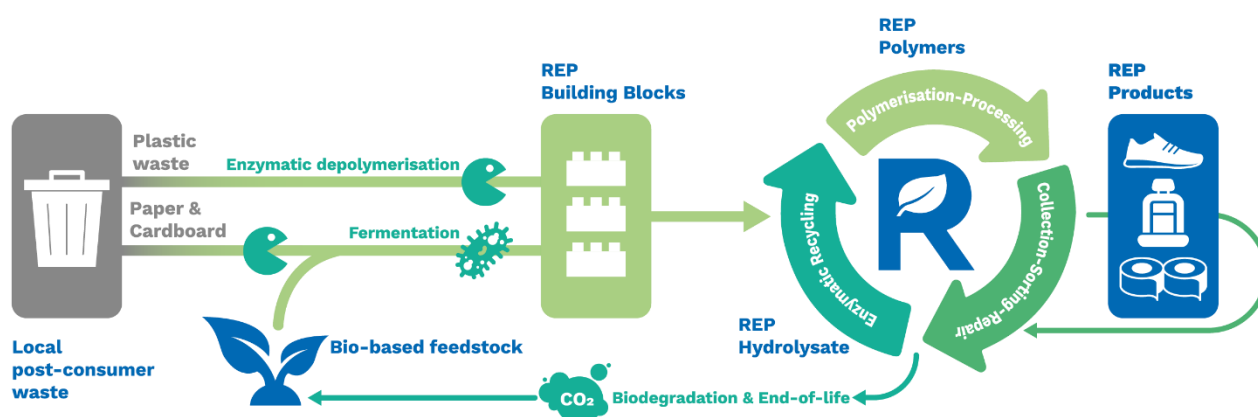 Local
post-consumer
waste
Plastic
waste
Paper &
Cardboard
Enzymatic depolymerisation
Fermentation
Bio-based feedstock
REP
Building Blocks
REP
Polymers
Polymerisation-Processing
Collection-Sorting-Repair
Enzymatic Recycling
R
REP
Hydrolysate
REP
Products
CO₂
Biodegradation & End-of-life